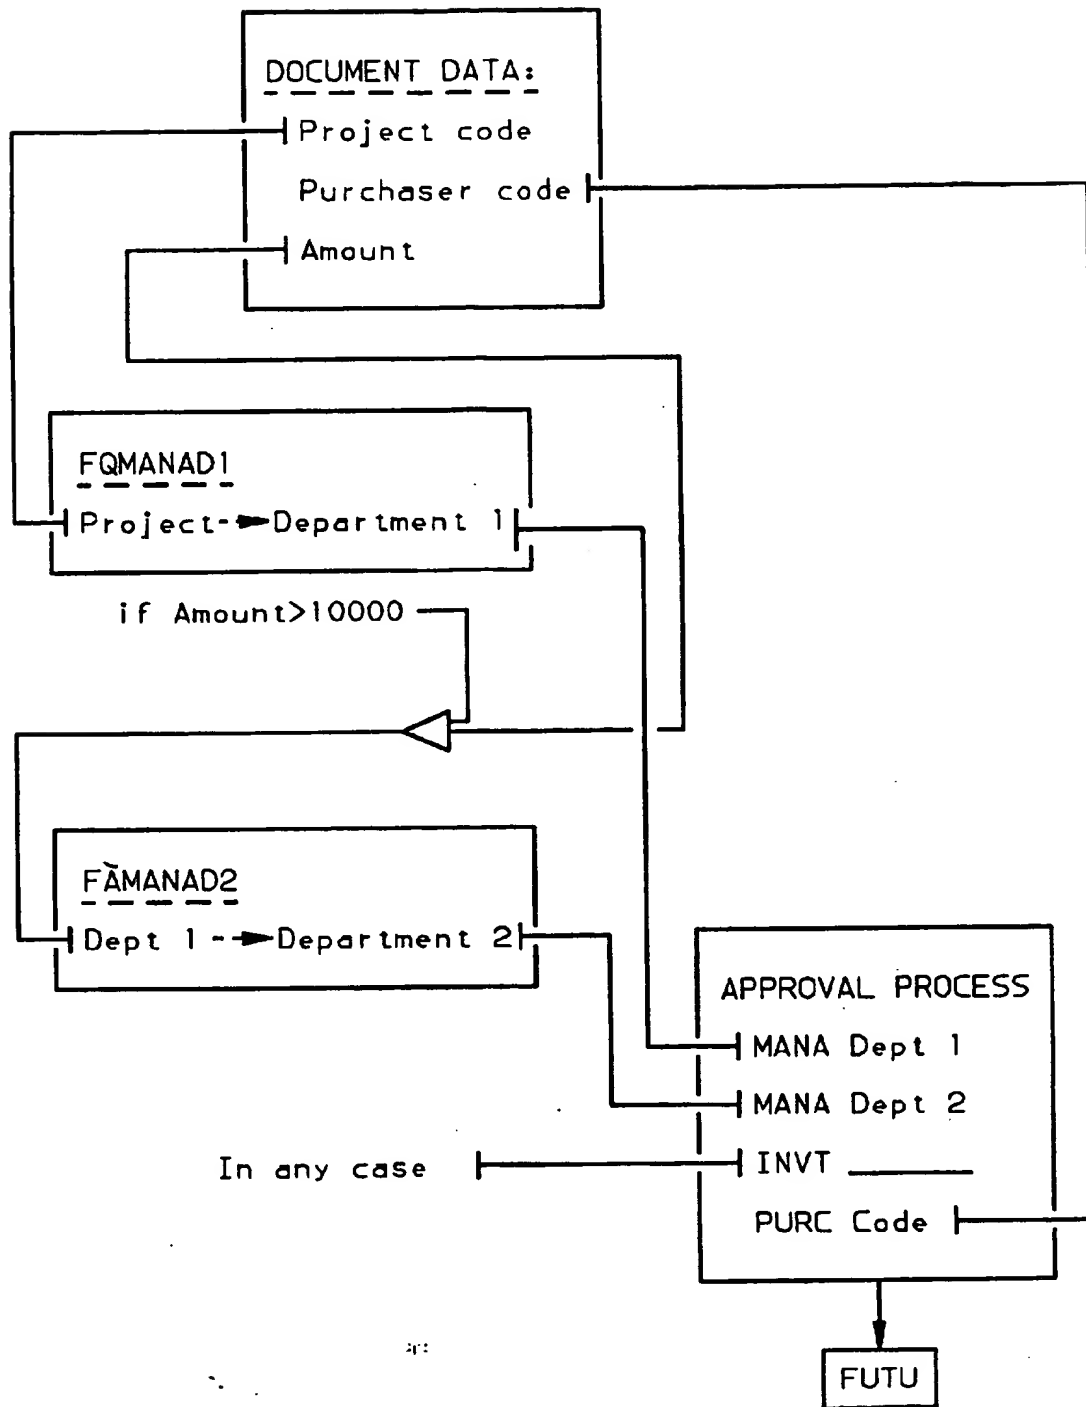 DOCUMENT DATA:
Project code
Purchaser code
Amount
FQMANAD1
Project-►Department 1
if Amount>10000
FÀMANAD2
Dept 1-►Department 2
APPROVAL PROCESS
MANA Dept 1
MANA Dept 2
In any case
INVT ________
PURC Code
FUTU